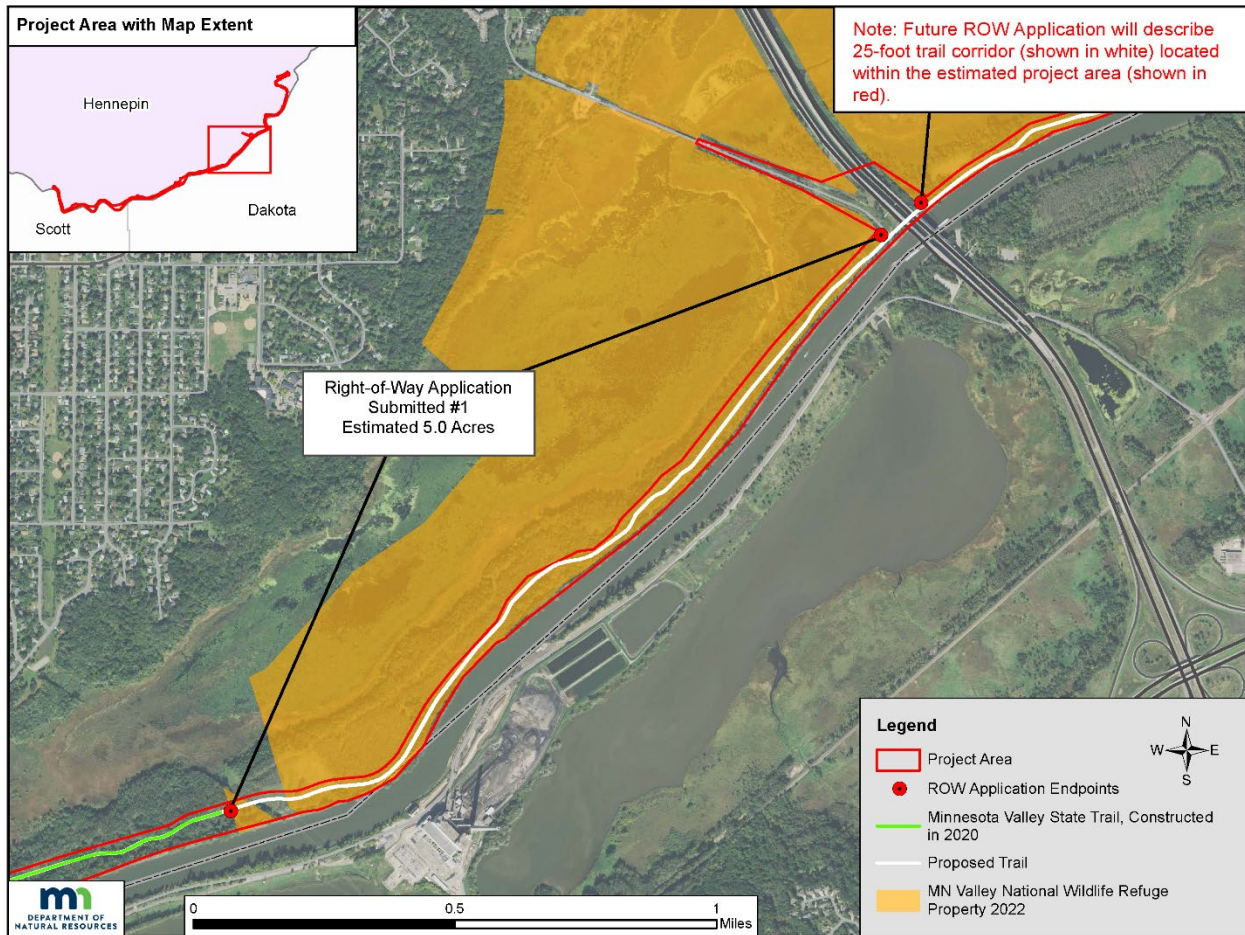 Project Area with Map Extent
Hennepin
Scott
Dakota
Note: Future ROW Application will describe
25-foot trail corridor (shown in white) located
within the estimated project area (shown in
red).
Right-of-Way Application
Submitted #1
Estimated 5.0 Acres
Legend
N
W E
S
Project Area
ROW Application Endpoints
Minnesota Valley State Trail, Constructed
in 2020
Proposed Trail
MN Valley National Wildlife Refuge
Property 2022
mn
DEPARTMENT OF
NATURAL RESOURCES
0 0.5 1
Miles